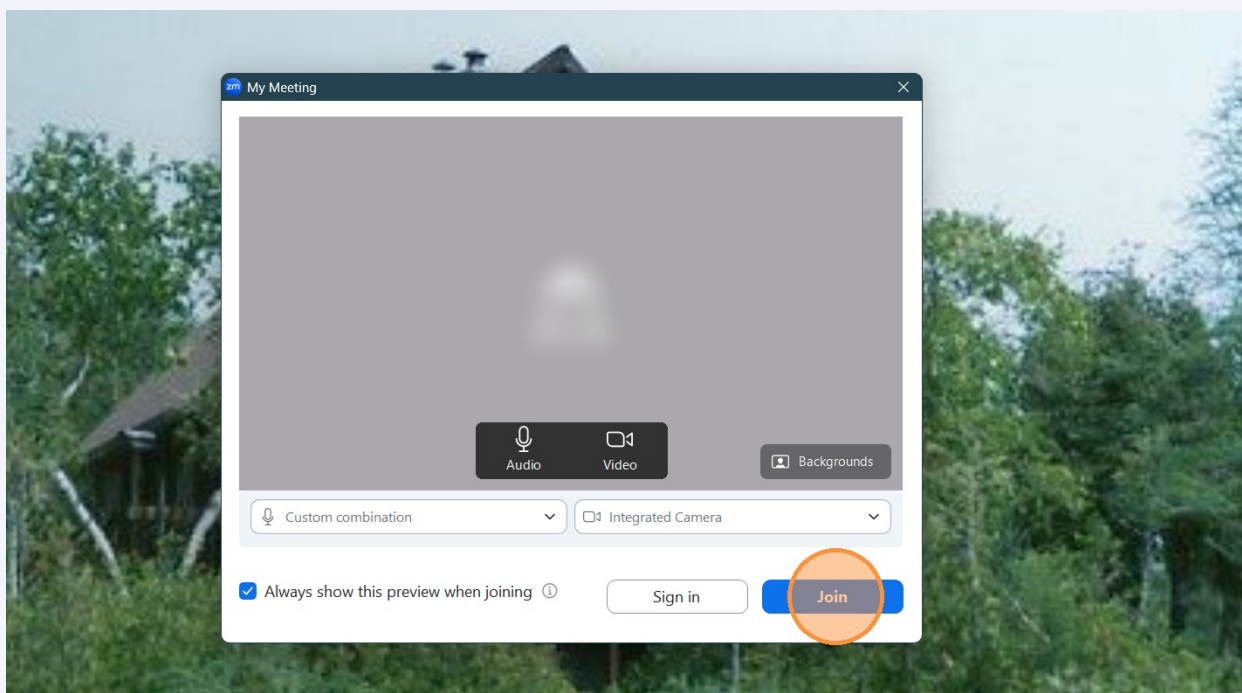 zm My Meeting
Audio Video
Backgrounds
Custom combination Integrated Camera
Always show this preview when joining
Sign in Join